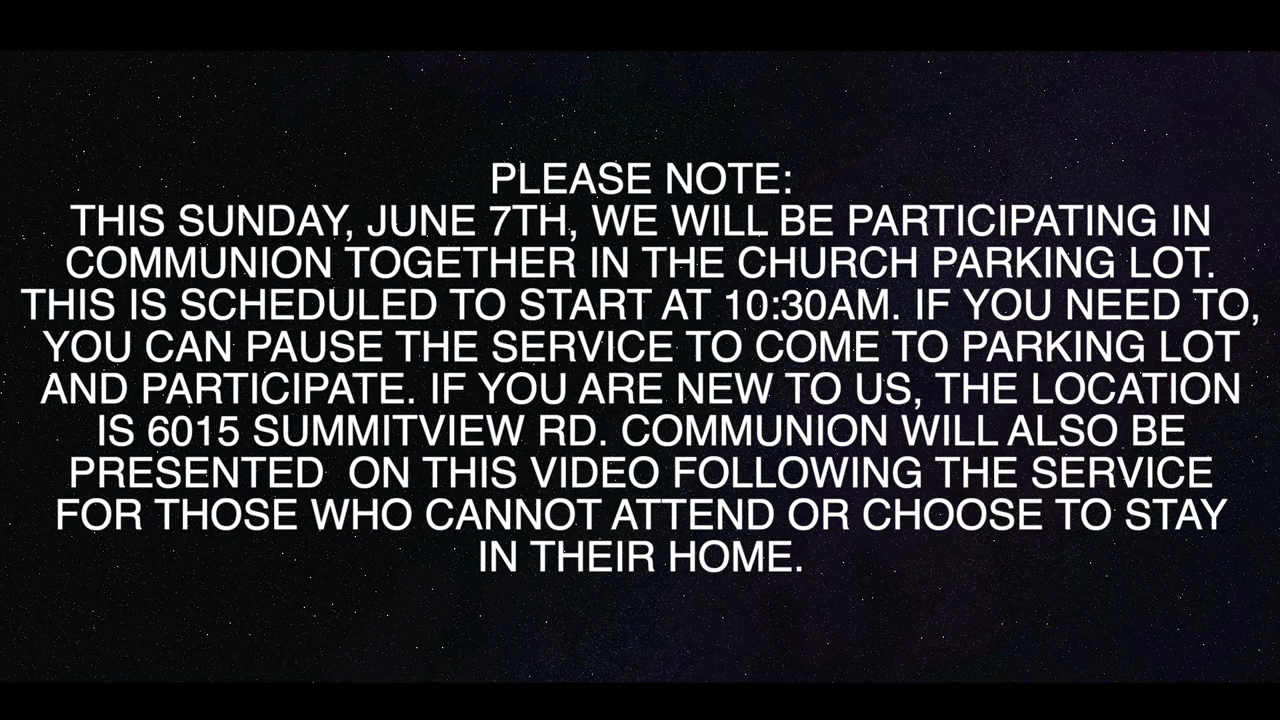 PLEASE NOTE:
THIS SUNDAY, JUNE 7TH, WE WILL BE PARTICIPATING IN
COMMUNION TOGETHER IN THE CHURCH PARKING LOT.
THIS IS SCHEDULED TO START AT 10:30AM. IF YOU NEED TO,
YOU CAN PAUSE THE SERVICE TO COME TO PARKING LOT
AND PARTICIPATE. IF YOU ARE NEW TO US, THE LOCATION
IS 6015 SUMMITVIEW RD. COMMUNION WILL ALSO BE
PRESENTED  ON THIS VIDEO FOLLOWING THE SERVICE
FOR THOSE WHO CANNOT ATTEND OR CHOOSE TO STAY
IN THEIR HOME.